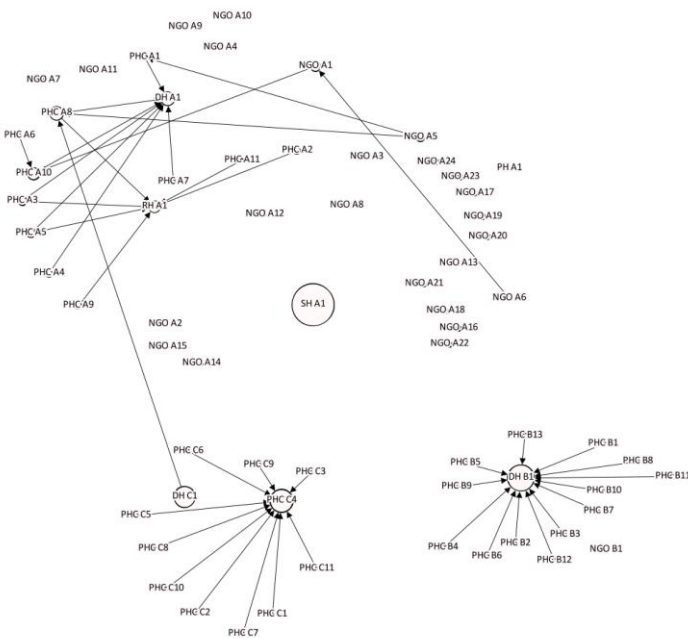 NGO A10
NGO A9
NGO A4
PHC A1
NGO A1
NGO A11
NGO A7
DH A1
PHC A8
PHC A6
NGO A5
PHC A2
NGO A3
PHC A11
NGO A24
PH A1
PHC A10
NGO A23
PHC A7
NGO A17
PHC A3
RH A1
NGO A8
NGO A12
NGO A19
PHC A5
NGO A20
NGO A13
PHC A4
NGO A21
NGO A6
PHC A9
SH A1
NGO A18
NGO A2
NGO A16
NGO A15
NGO A22
NGO A14
PHC B13
PHC B1
PHC C6
PHC C9
PHC C3
PHC B5
PHC B8
DH B1
PHC B11
PHC B9
PHC B10
DH C1
PHC C4
PHC B7
PHC C5
PHC B3
PHC B2
PHC B4
PHC C8
PHC B6
PHC B12
NGO B1
PHC C11
PHC C10
PHC C2
PHC C1
PHC C7